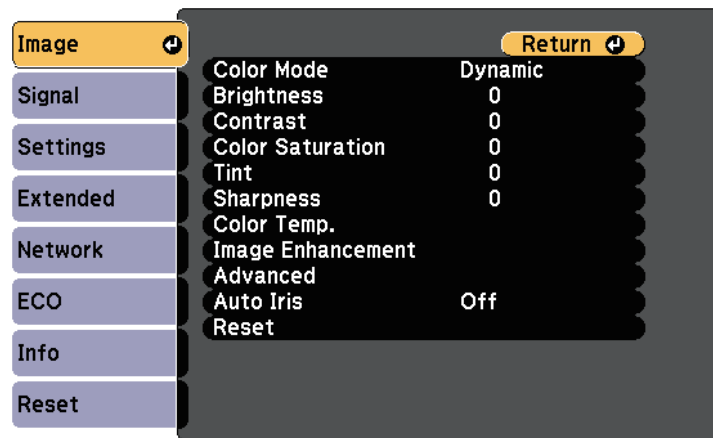 Image
Signal
Settings
Extended
Network
ECO
Info
Reset
Return
Color Mode Dynamic
Brightness 0
Contrast 0
Color Saturation 0
Tint 0
Sharpness 0
Color Temp.
Image Enhancement
Advanced
Auto Iris Off
Reset